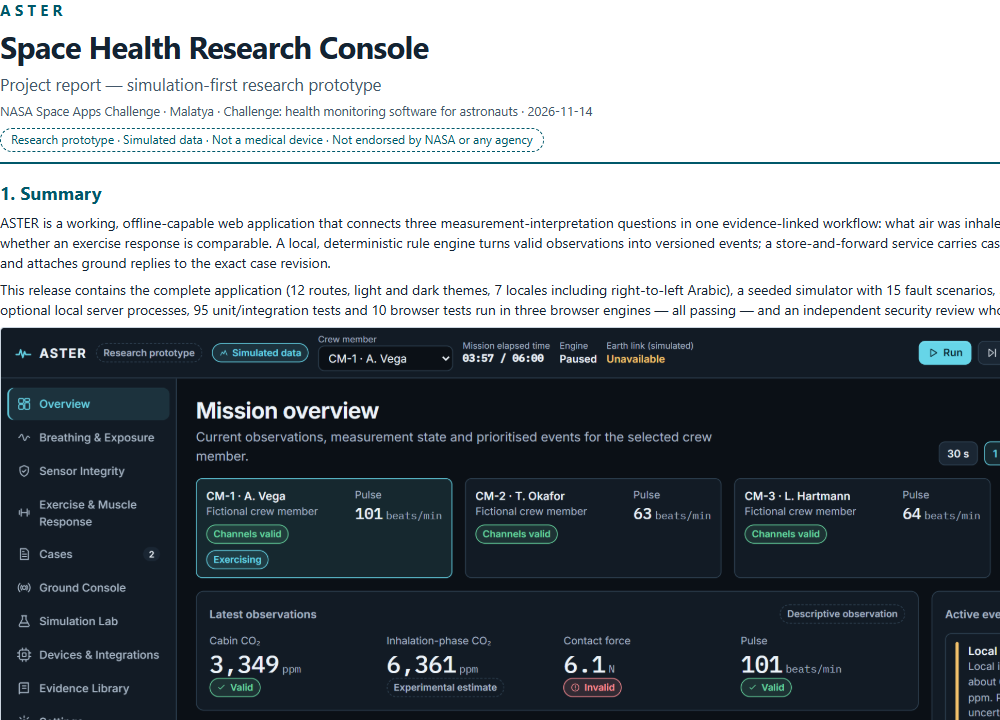 ASTER
Space Health Research Console
Project report — simulation-first research prototype
NASA Space Apps Challenge · Malatya · Challenge: health monitoring software for astronauts · 2026-11-14
Research prototype · Simulated data · Not a medical device · Not endorsed by NASA or any agency
1. Summary
ASTER is a working, offline-capable web application that connects three measurement-interpretation questions in one evidence-linked workflow: what air was
whether an exercise response is comparable. A local, deterministic rule engine turns valid observations into versioned events; a store-and-forward service carries
and attaches ground replies to the exact case revision.
This release contains the complete application (12 routes, light and dark themes, 7 locales including right-to-left Arabic), a seeded simulator with 15 fault scenarios,
optional local server processes, 95 unit/integration tests and 10 browser tests run in three browser engines — all passing — and an independent security review
ASTER
Research prototype
Simulated data
Crew member
CM-1 · A. Vega
Mission elapsed time
03:57 / 06:00
Engine
Paused
Earth link (simulated)
Unavailable
Run
Overview
Breathing & Exposure
Sensor Integrity
Exercise & Muscle
Response
Cases 2
Ground Console
Simulation Lab
Devices & Integrations
Evidence Library
Mission overview
Current observations, measurement state and prioritised events for the selected crew
member.
30 s
1
CM-1 · A. Vega
Fictional crew member
Channels valid
Exercising
Pulse
101 beats/min
CM-2 · T. Okafor
Fictional crew member
Channels valid
Pulse
63 beats/min
CM-3 · L. Hartmann
Fictional crew member
Channels valid
Pulse
64 beats/min
Latest observations
Descriptive observation
Cabin CO₂
3,349 ppm
Valid
Inhalation-phase CO₂
6,361 ppm
Experimental estimate
Contact force
6.1 N
Invalid
Pulse
101 beats/min
Valid
Active
Local
Local
about
ppm.